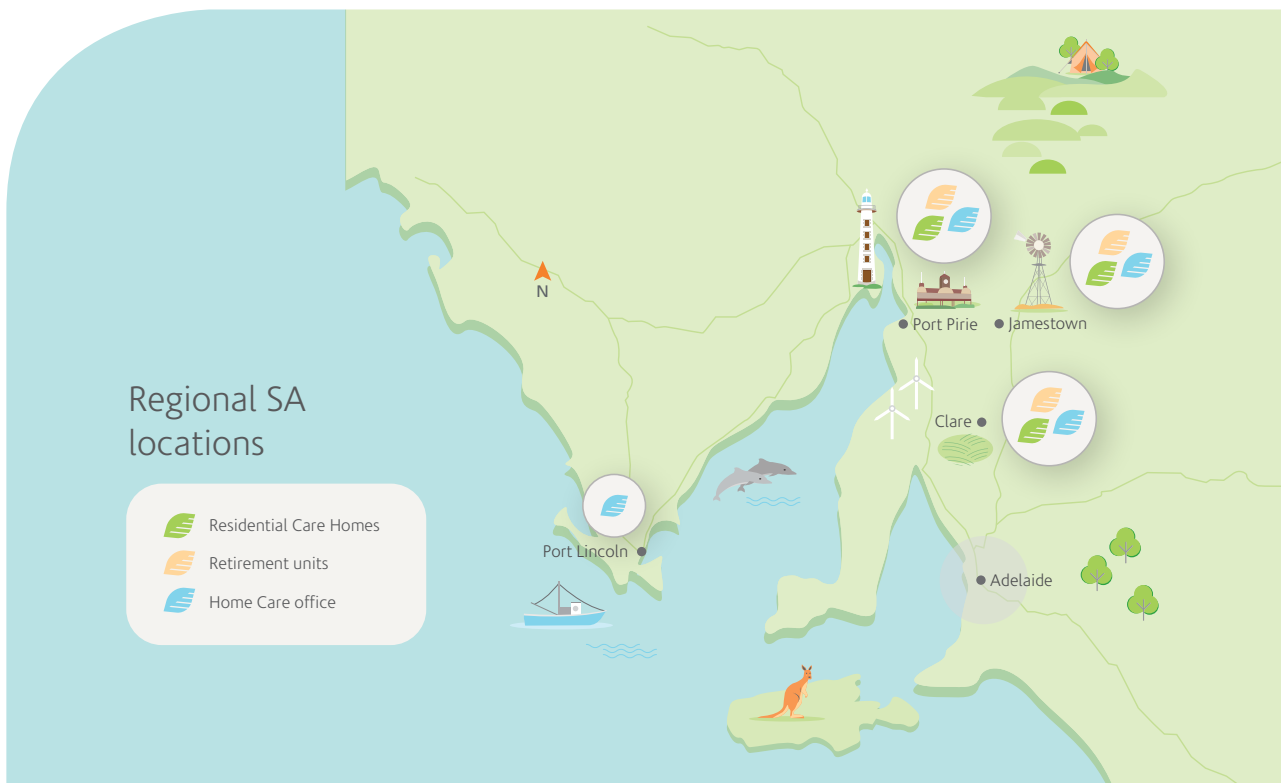 N
Port Pirie
Jamestown
Regional SA
locations
Clare
Residential Care Homes
Retirement units
Home Care office
Port Lincoln
Adelaide